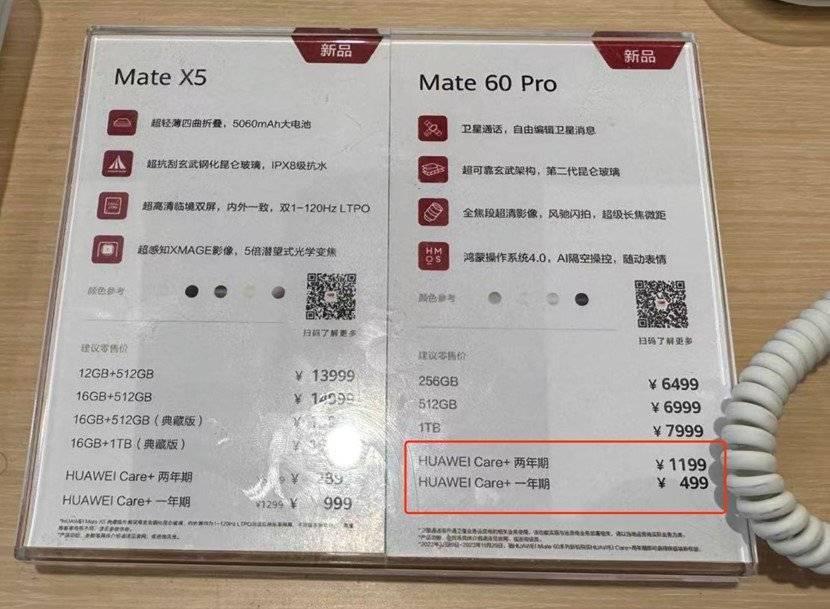 新品
Mate X5
超轻薄四曲折叠，5060mAh大电池
超抗刮玄武钢化昆仑玻璃，IPX8级抗水
超高清临境双屏，内外一致，双1-120Hz LTPO
超感知XMAGE影像，5倍潜望式光学变焦
颜色参考
扫码了解更多
建议零售价
12GB+512GB ¥ 13999
16GB+512GB ¥
16GB+512GB（典藏版） ¥
16GB+1TB（典藏版） ¥
HUAWEI Care+ 两年期
HUAWEI Care+ 一年期 ¥1299 ¥ 999
新品
Mate 60 Pro
卫星通话，自由编辑卫星消息
超可靠玄武架构，第二代昆仑玻璃
全焦段超清影像，风驰闪拍，超级长焦微距
HM
OS
鸿蒙操作系统4.0，AI隔空操控，随动表情
颜色参考
扫码了解更多
建议零售价
256GB ¥ 6499
512GB ¥ 6999
1TB ¥ 7999
HUAWEI Care+ 两年期 ¥ 1199
HUAWEI Care+ 一年期 ¥ 499